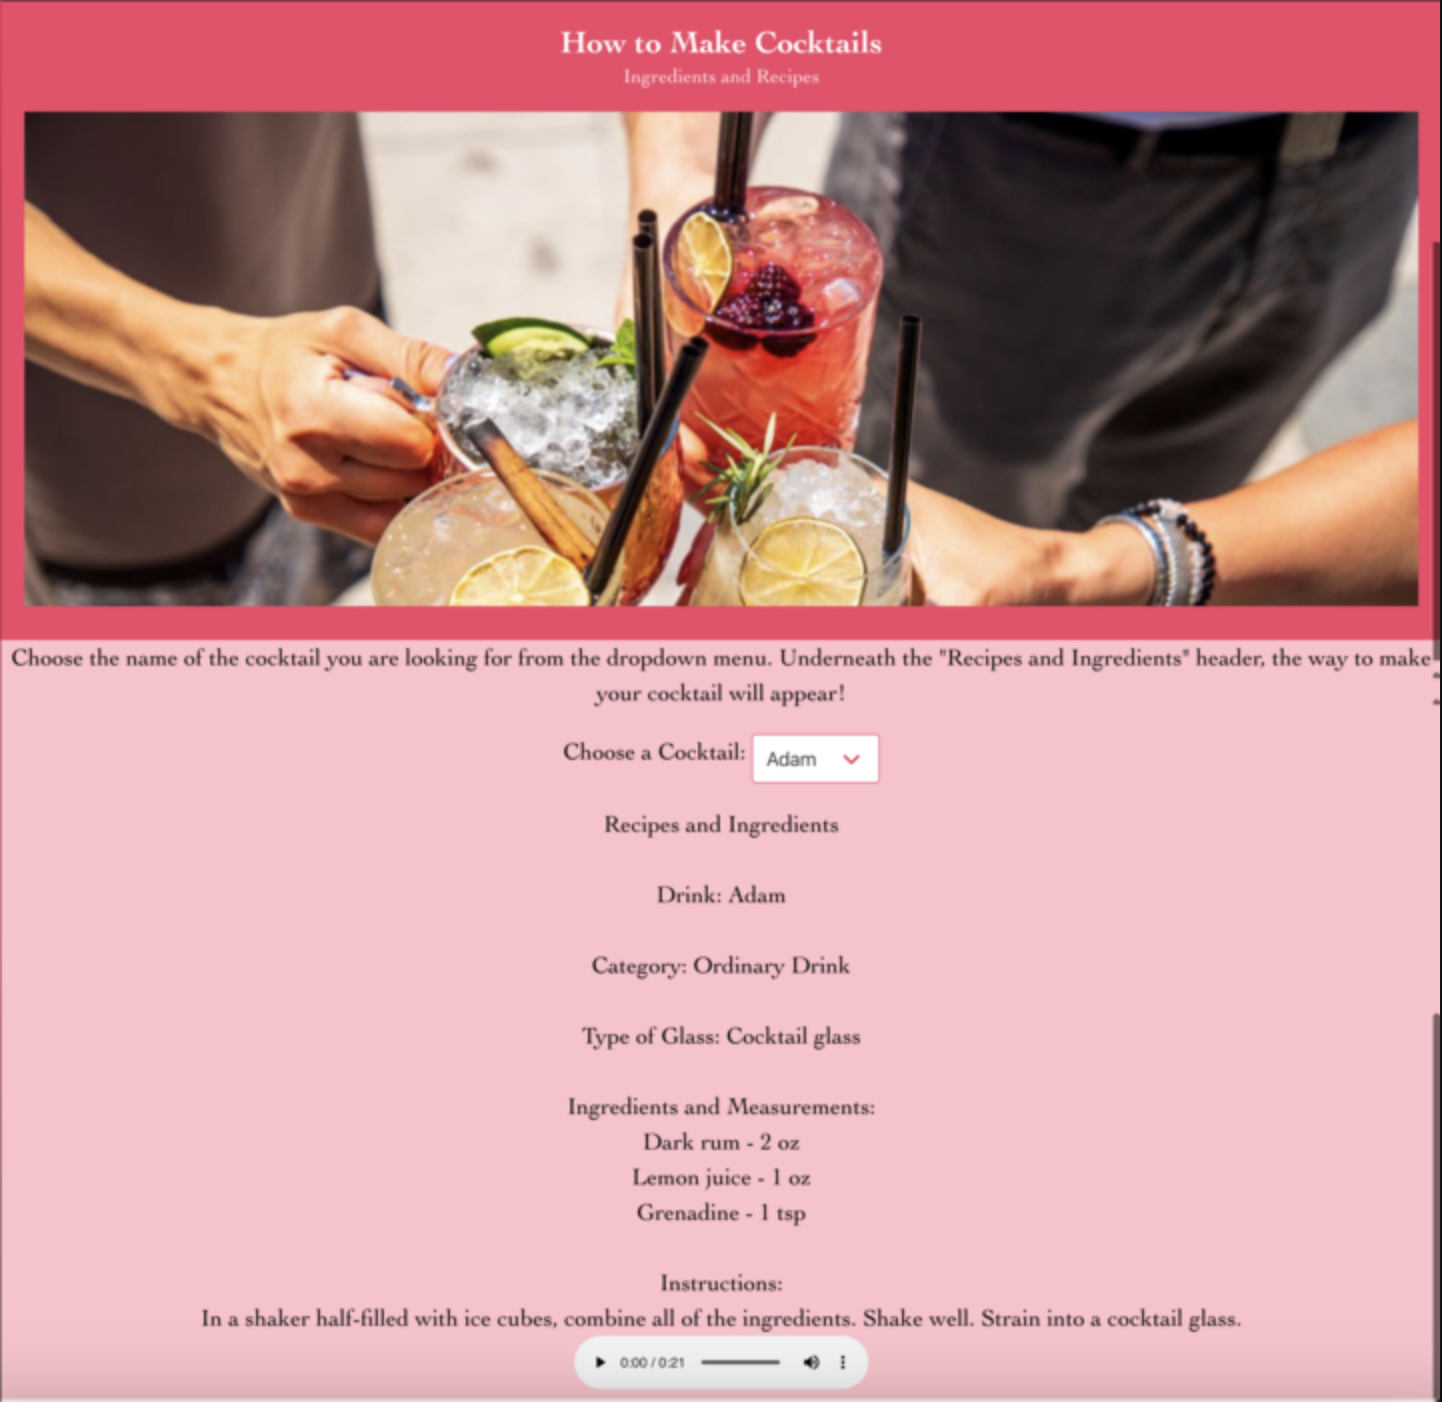 How to Make Cocktails
Ingredients and Recipes
Choose the name of the cocktail you are looking for from the dropdown menu. Underneath the "Recipes and Ingredients" header, the way to make
your cocktail will appear!
Choose a Cocktail: Adam
Recipes and Ingredients
Drink: Adam
Category: Ordinary Drink
Type of Glass: Cocktail glass
Ingredients and Measurements:
Dark rum - 2 oz
Lemon juice - 1 oz
Grenadine - 1 tsp
Instructions:
In a shaker half-filled with ice cubes, combine all of the ingredients. Shake well. Strain into a cocktail glass.
0:00 / 0:21